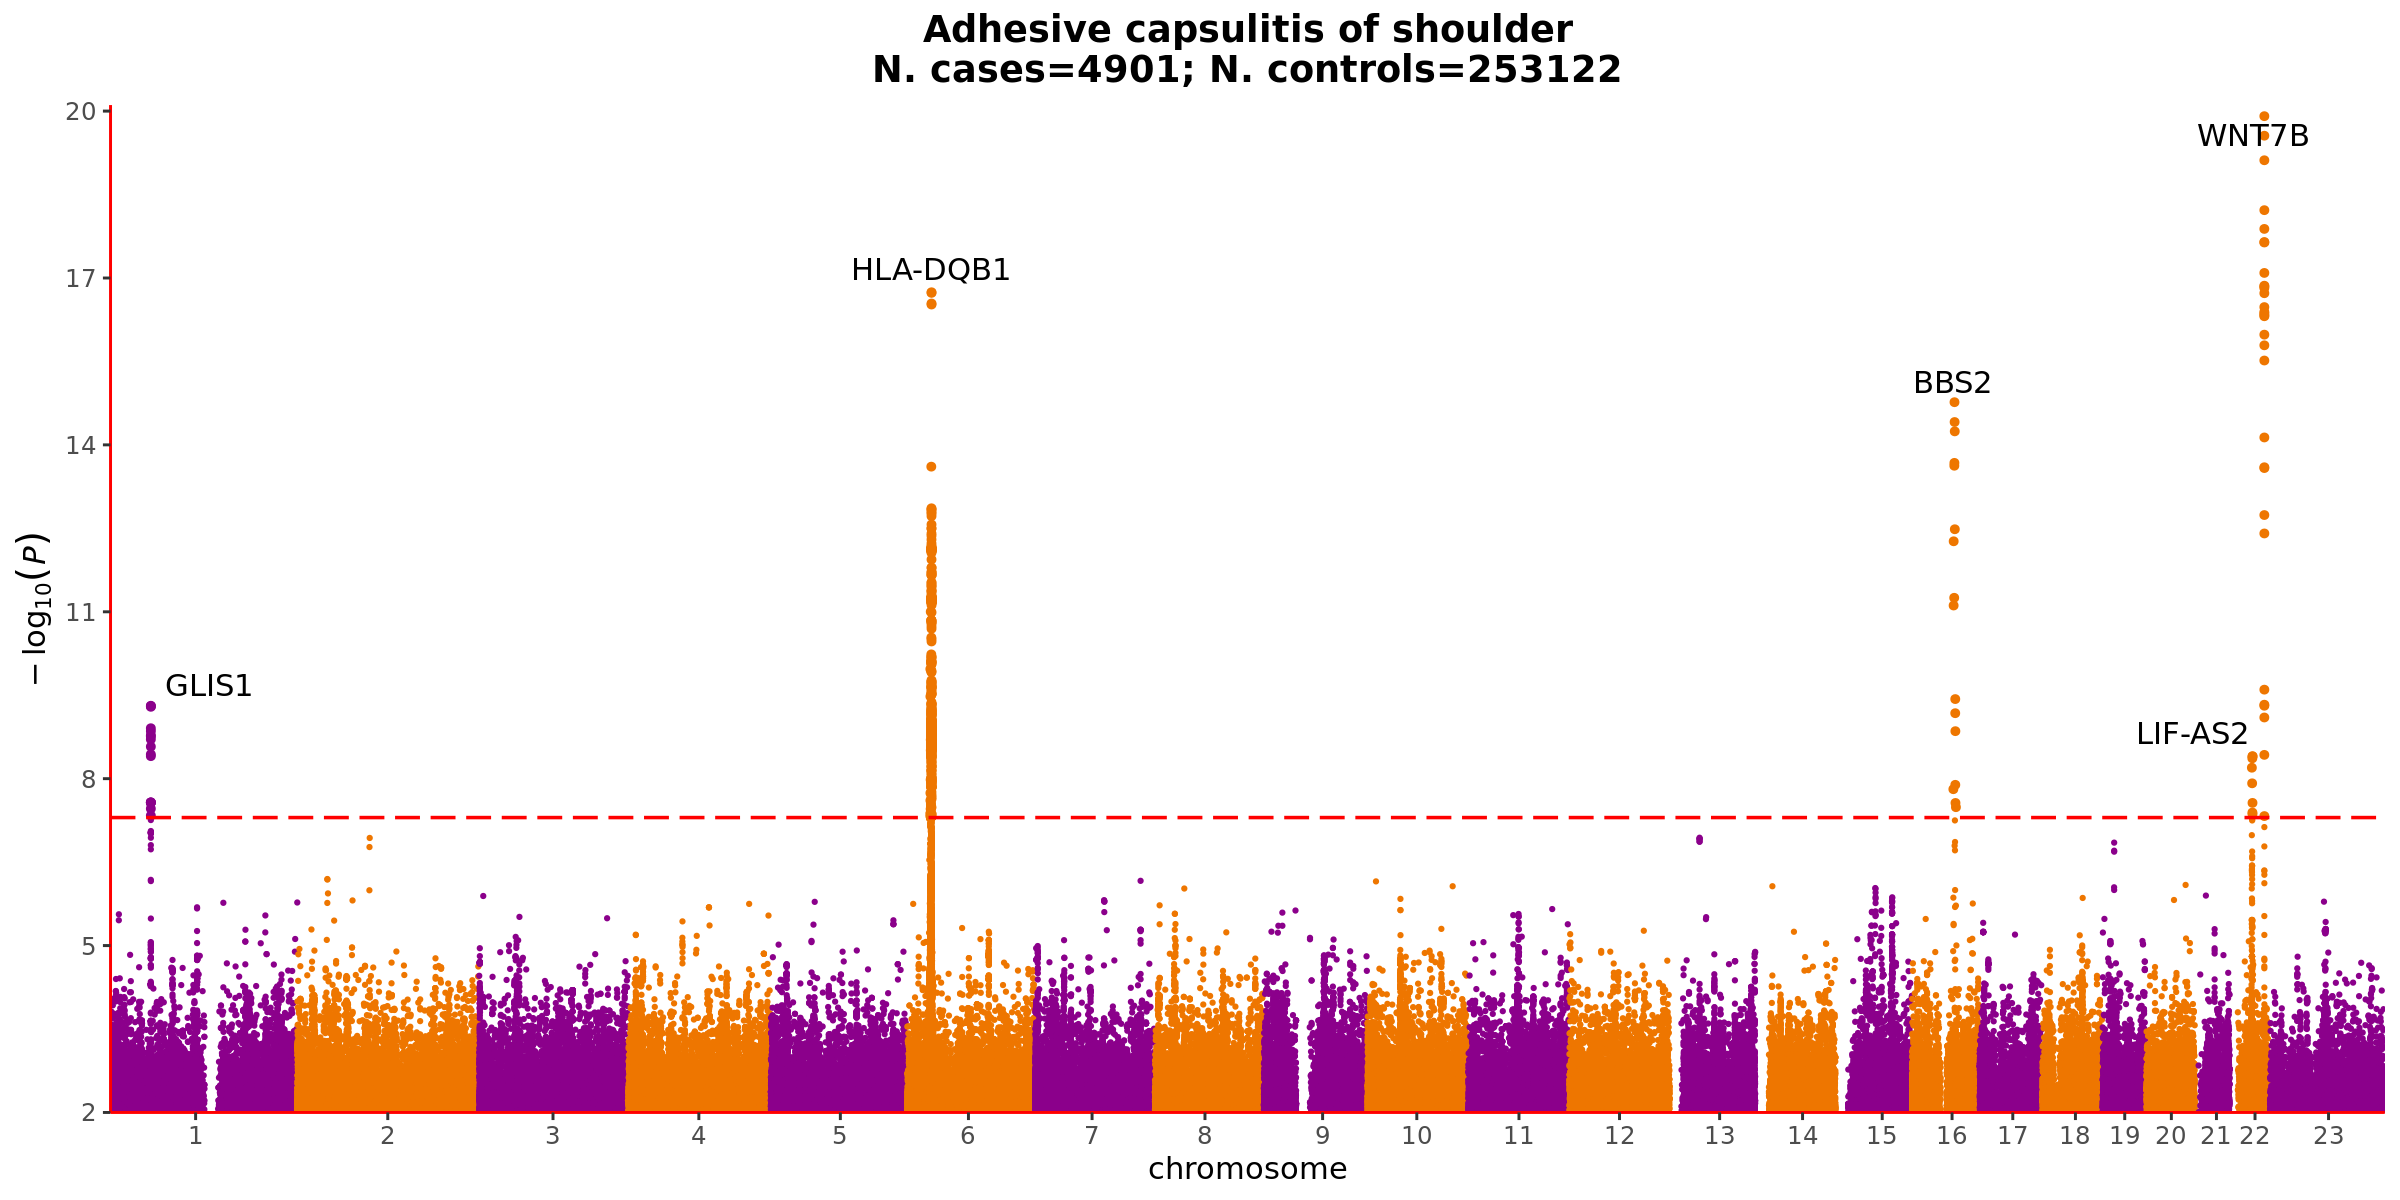 Adhesive capsulitis of shoulder
N. cases=4901; N. controls=253122
20
17
14
11
8
5
2
−log10(P)
WNT7B
HLA-DQB1
BBS2
GLIS1
LIF-AS2
1 2 3 4 5 6 7 8 9 10 11 12 13 14 15 16 17 18 19 20 21 22 23
chromosome